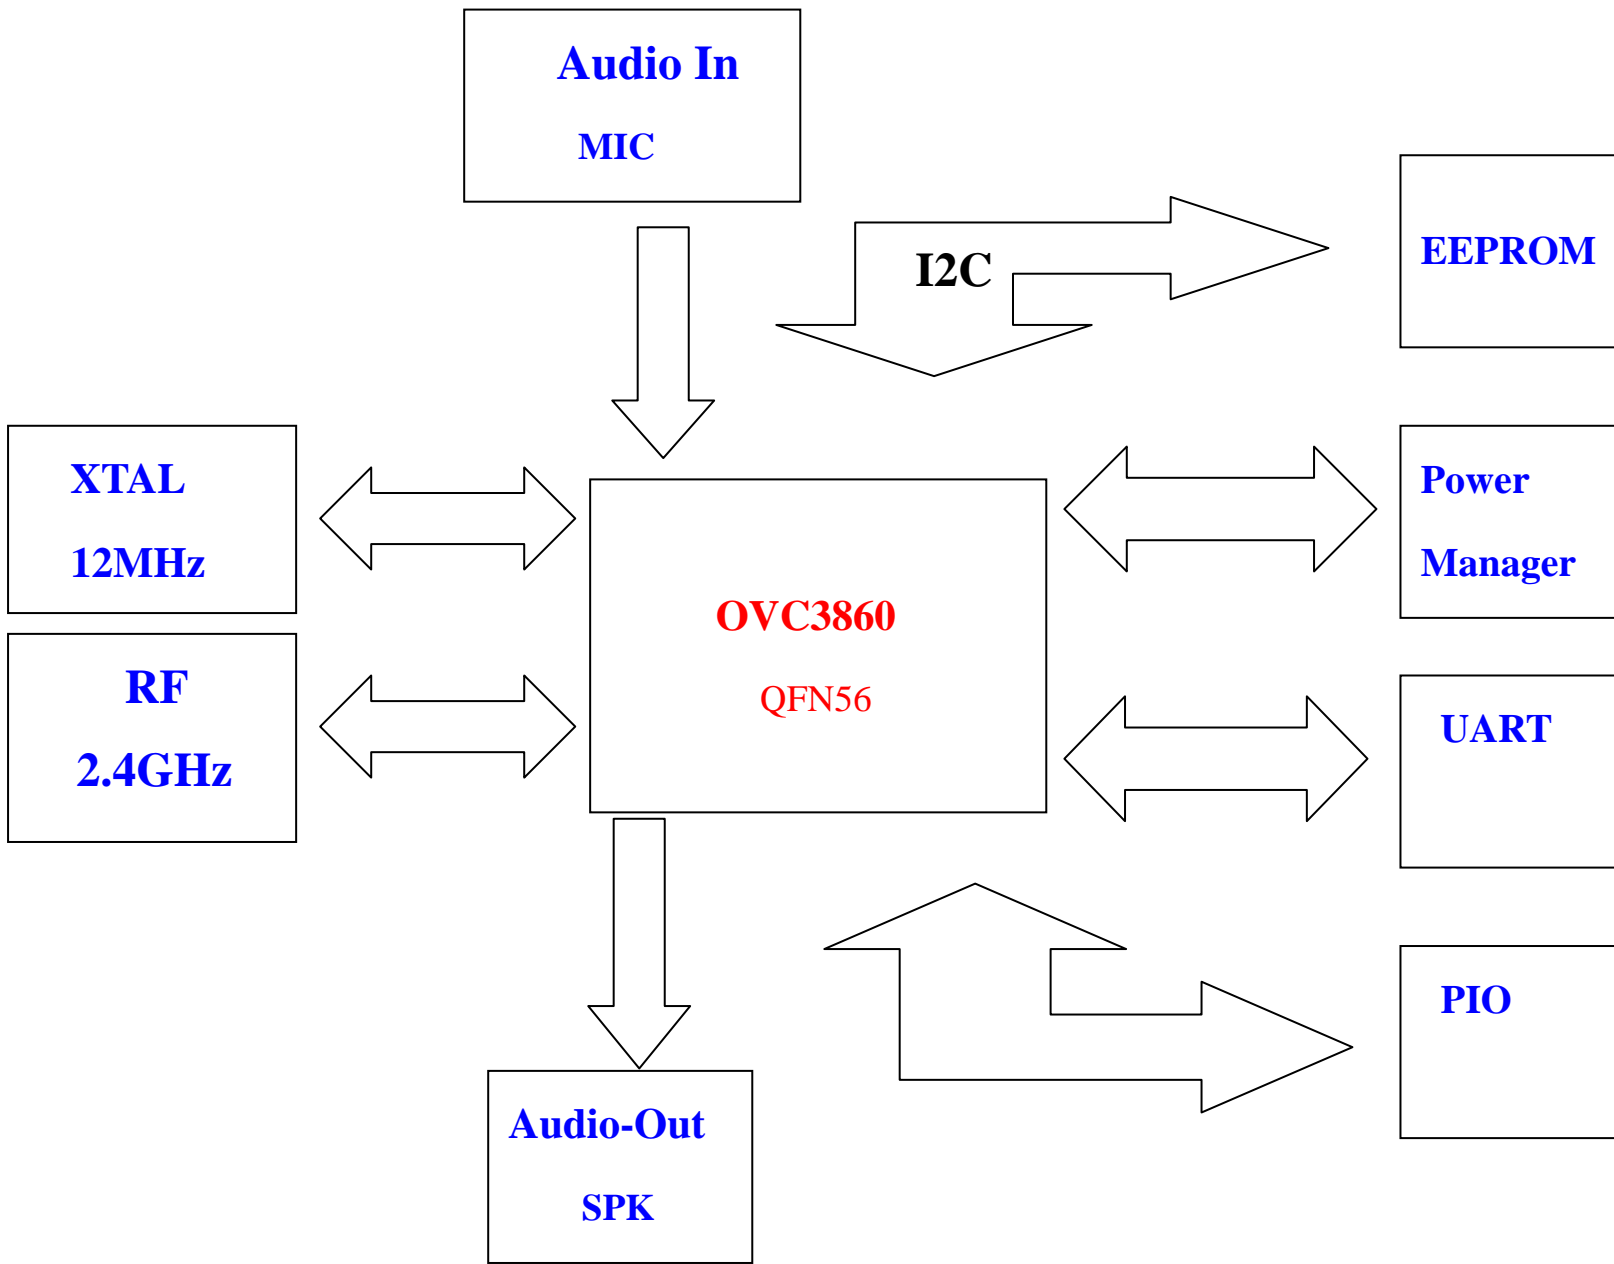 Audio In
MIC
I2C
EEPROM
XTAL
12MHz
Power
Manager
OVC3860
QFN56
RF
2.4GHz
UART
PIO
Audio-Out
SPK